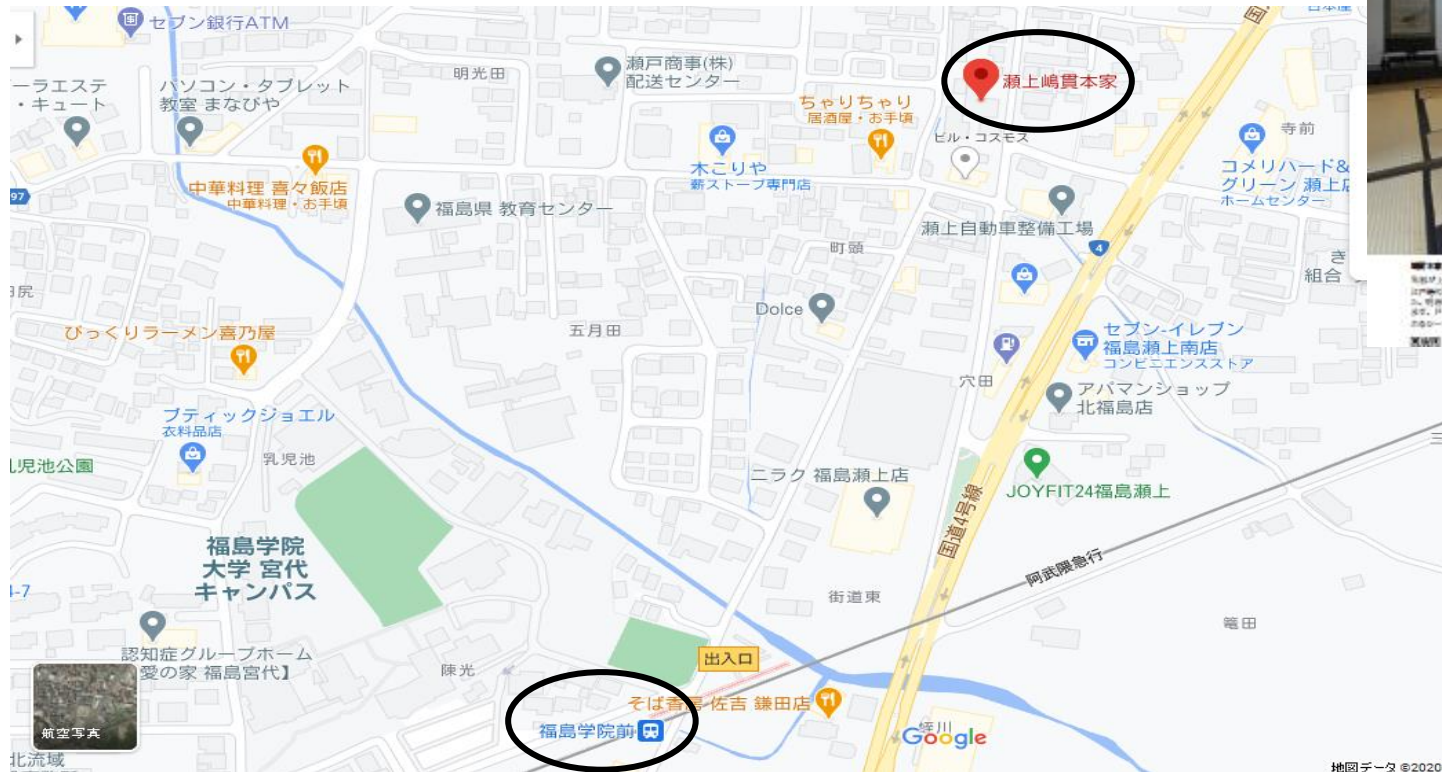 セブン銀行ATM
明光田
瀬戸商事(株)
配送センター
瀬上嶋貫本家
ーラエステ
・キュート
パソコン・タブレット
教室 まなびや
ちゃりちゃり
居酒屋・お手頃
ビル・コスモス
寺前
木こりや
薪ストーブ専門店
コメリハード&
グリーン 瀬上店
ホームセンター
中華料理 喜々飯店
中華料理・お手頃
福島県 教育センター
瀬上自動車整備工場
町頭
4
き
組合
Dolce
五月田
びっくりラーメン喜乃屋
セブン-イレブン
福島瀬上南店
コンビニエンスストア
穴田
アパマンショップ
北福島店
ブティックジョエル
衣料品店
乳児池
乳児池公園
ニラク 福島瀬上店
JOYFIT24福島瀬上
国道4号線
福島学院
大学 宮代
キャンパス
阿武隈急行
街道東
篭田
認知症グループホーム
愛の家 福島宮代】
陳光
出入口
そば書房 佐吉 鎌田店
福島学院前
蛭川
Google
航空写真
北流域
地図データ ©2020